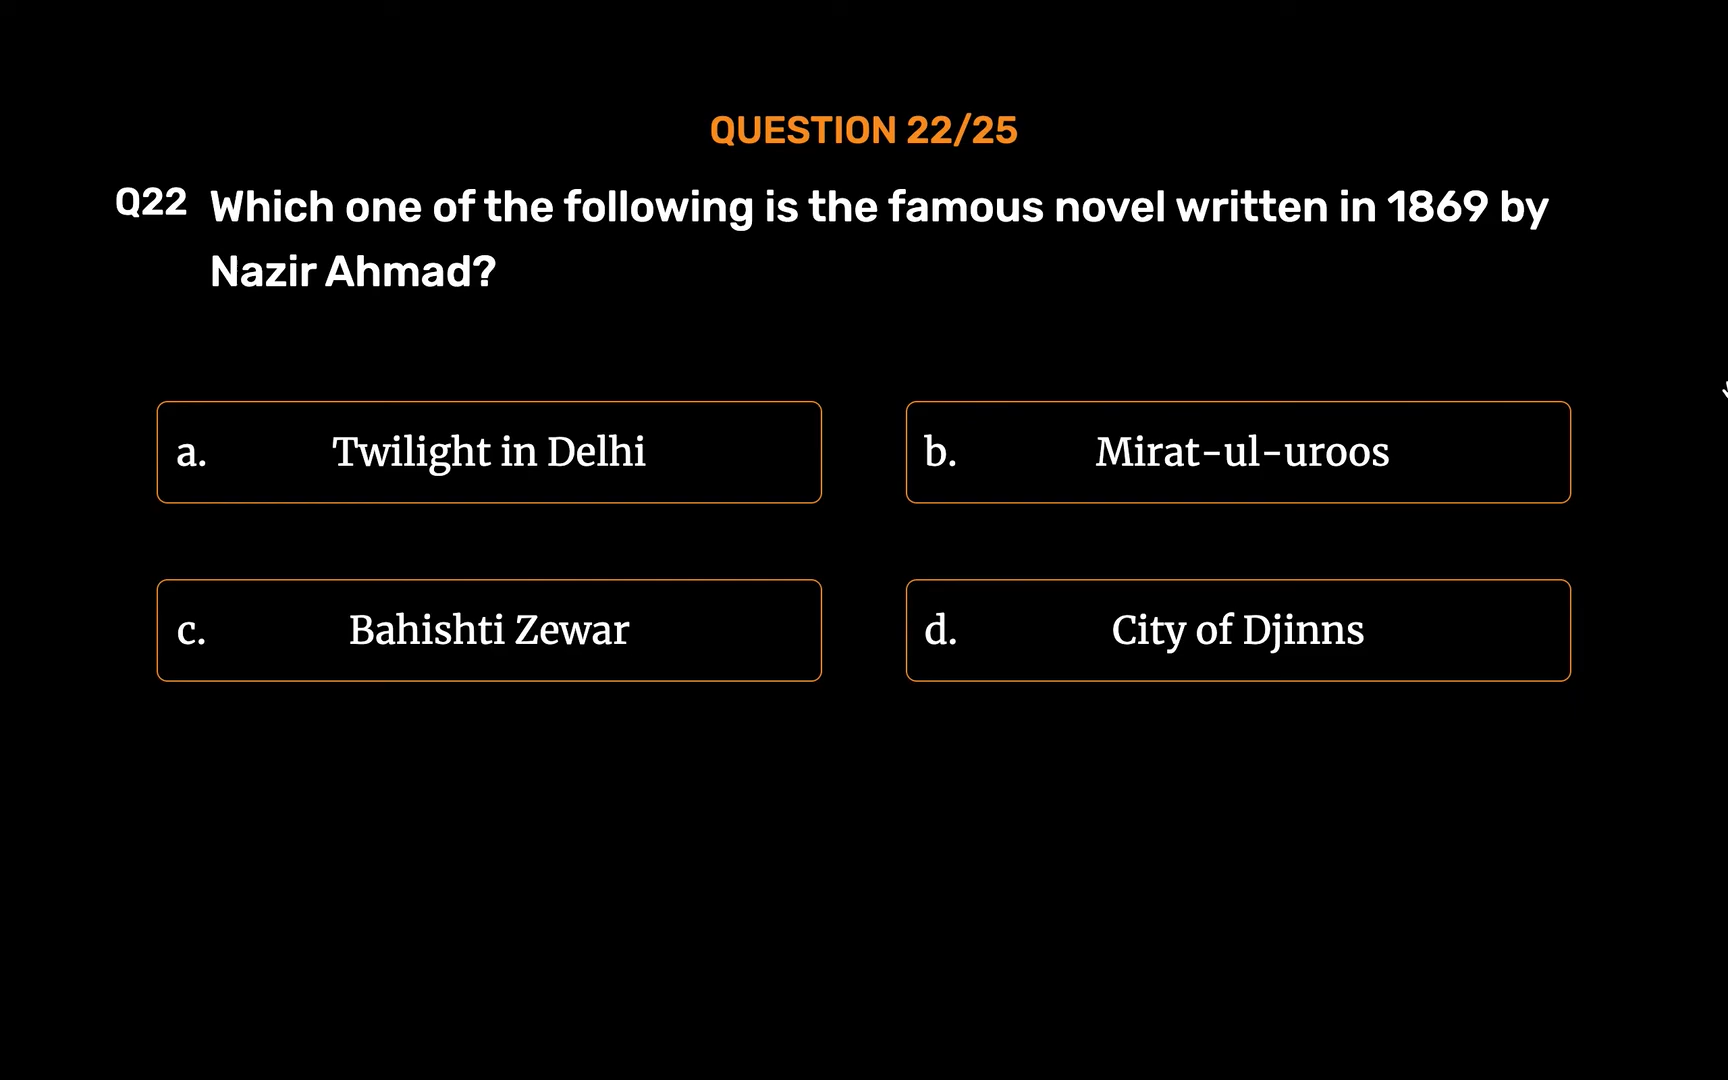 QUESTION 22/25
Q22 Which one of the following is the famous novel written in 1869 by
Nazir Ahmad?
a. Twilight in Delhi
b. Mirat-ul-uroos
c. Bahishti Zewar
d. City of Djinns